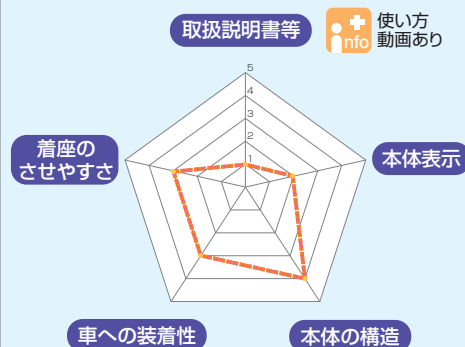 取扱説明書等
info
使い方
動画あり
5
4
3
2
1
着座の
させやすさ
本体表示
車への装着性
本体の構造